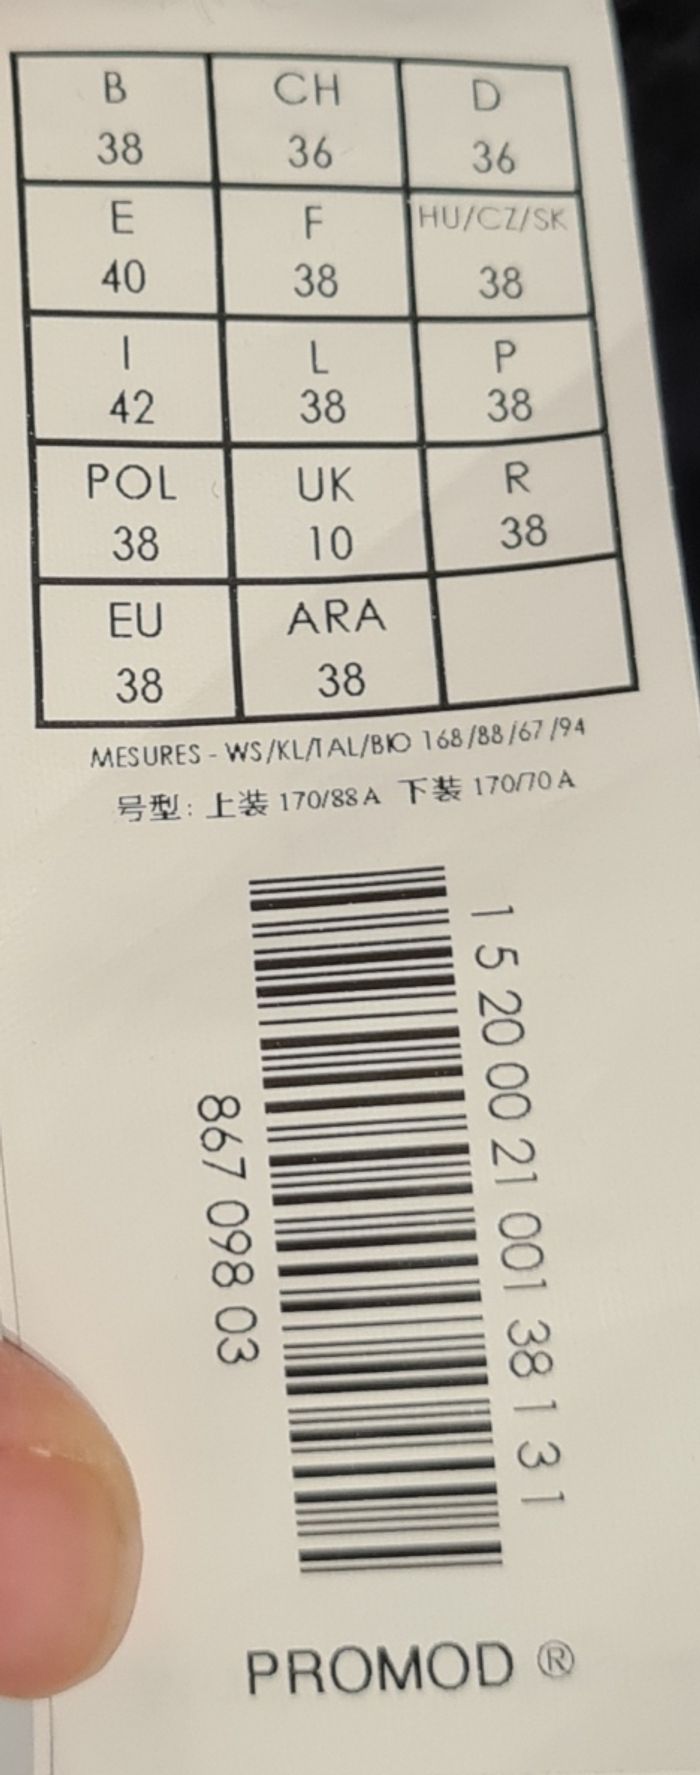 B CH D
38 36 36
E F HU/CZ/SK
40 38 38
I L P
42 38 38
POL UK R
38 10 38
EU ARA
38 38
MESURES - WS/KL/TAL/BIO 168/88/67/94
号型: 上装 170/88A 下装 170/70A
1 5 20 00 21 001 38 1 3 1
867 098 03
PROMOD ®